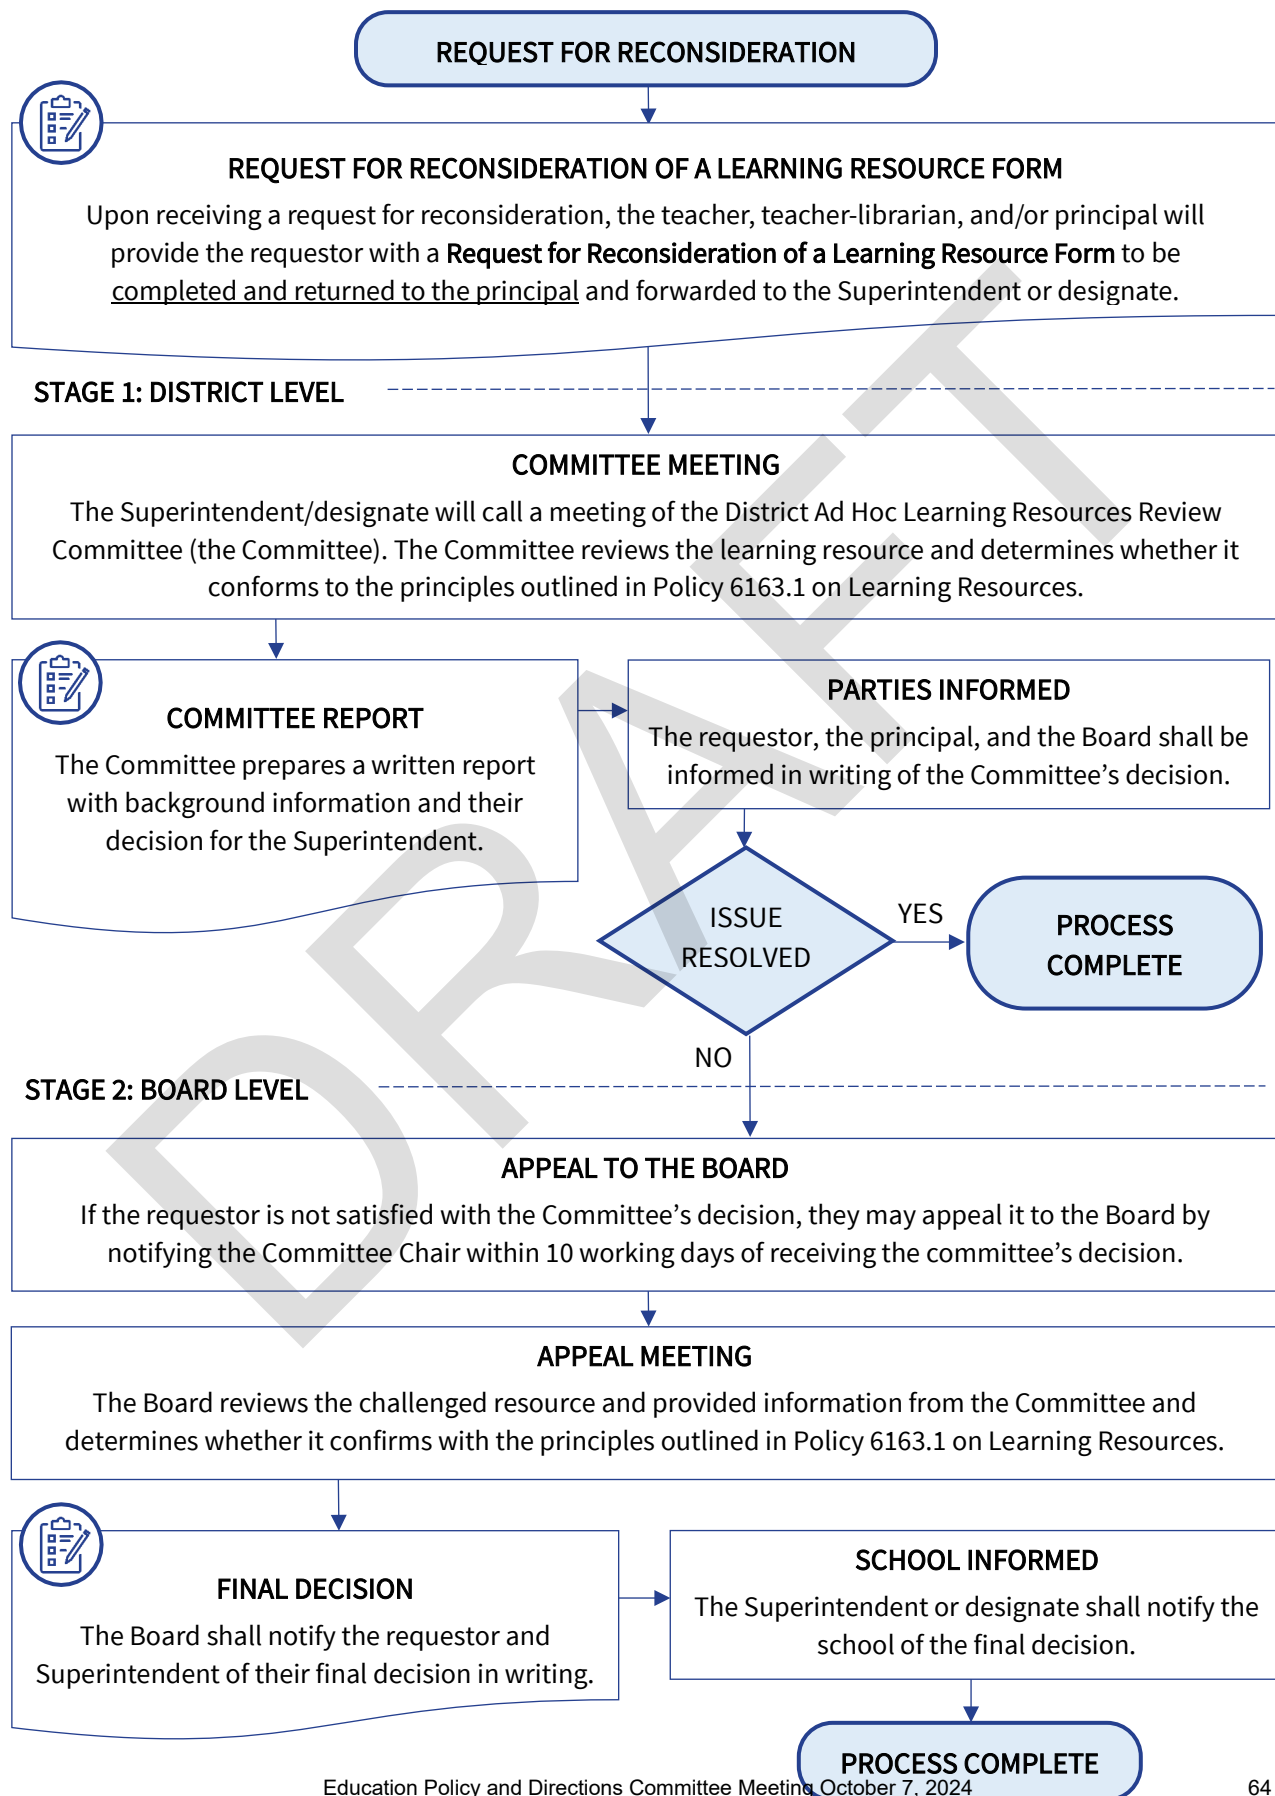 REQUEST FOR RECONSIDERATION
REQUEST FOR RECONSIDERATION OF A LEARNING RESOURCE FORM
Upon receiving a request for reconsideration, the teacher, teacher-librarian, and/or principal will
provide the requestor with a Request for Reconsideration of a Learning Resource Form to be
completed and returned to the principal and forwarded to the Superintendent or designate.
STAGE 1: DISTRICT LEVEL
COMMITTEE MEETING
The Superintendent/designate will call a meeting of the District Ad Hoc Learning Resources Review
Committee (the Committee). The Committee reviews the learning resource and determines whether it
conforms to the principles outlined in Policy 6163.1 on Learning Resources.
COMMITTEE REPORT
The Committee prepares a written report
with background information and their
decision for the Superintendent.
PARTIES INFORMED
The requestor, the principal, and the Board shall be
informed in writing of the Committee's decision.
ISSUE
RESOLVED
YES
PROCESS
COMPLETE
NO
STAGE 2: BOARD LEVEL
APPEAL TO THE BOARD
If the requestor is not satisfied with the Committee's decision, they may appeal it to the Board by
notifying the Committee Chair within 10 working days of receiving the committee's decision.
APPEAL MEETING
The Board reviews the challenged resource and provided information from the Committee and
determines whether it confirms with the principles outlined in Policy 6163.1 on Learning Resources.
FINAL DECISION
The Board shall notify the requestor and
Superintendent of their final decision in writing.
SCHOOL INFORMED
The Superintendent or designate shall notify the
school of the final decision.
PROCESS COMPLETE
Education Policy and Directions Committee Meeting October 7, 2024
64
DRAFT